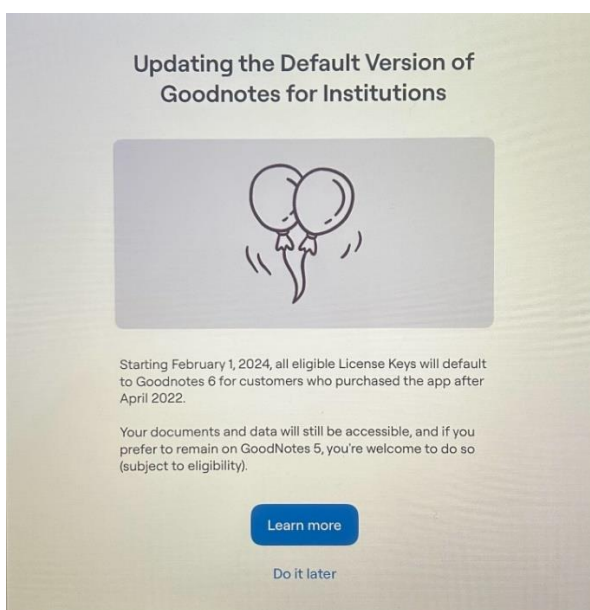 Updating the Default Version of
Goodnotes for Institutions
Starting February 1, 2024, all eligible License Keys will default
to Goodnotes 6 for customers who purchased the app after
April 2022.
Your documents and data will still be accessible, and if you
prefer to remain on GoodNotes 5, you're welcome to do so
(subject to eligibility).
Learn more
Do it later